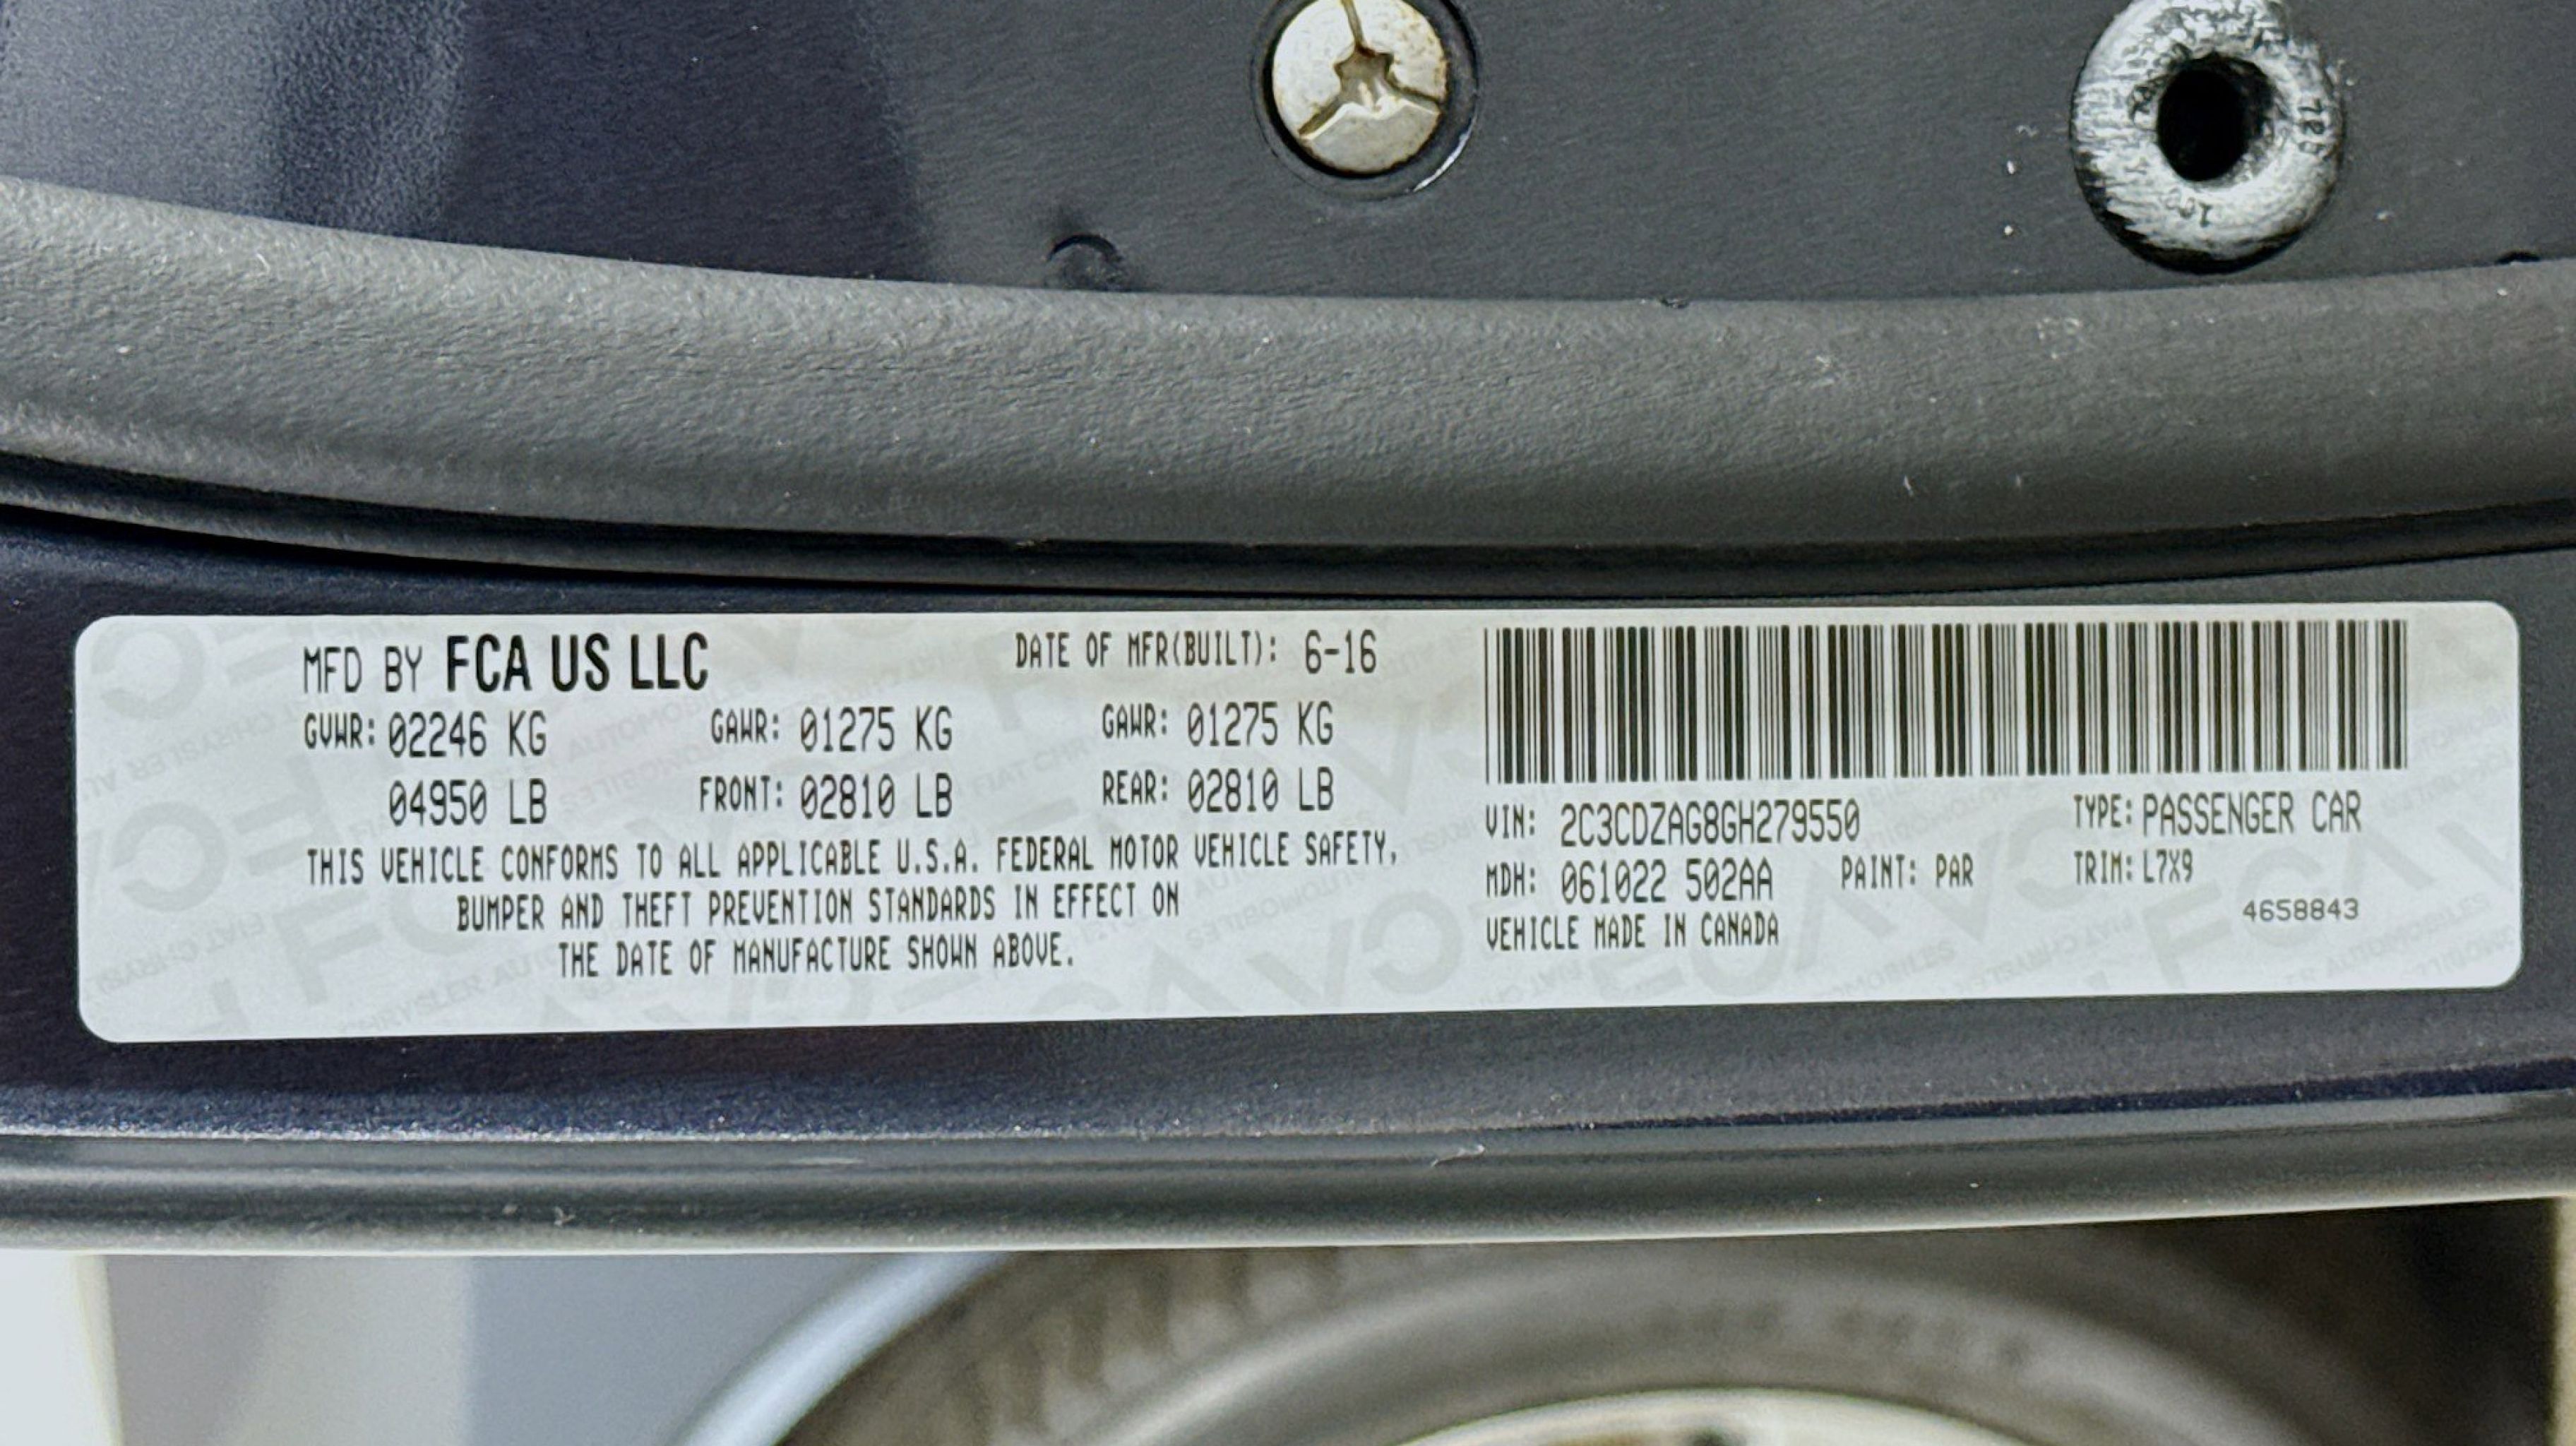 MFD BY FCA US LLC
DATE OF MFR(BUILT): 6-16
GVWR: 02246 KG GAWR: 01275 KG GAWR: 01275 KG
04950 LB FRONT: 02810 LB REAR: 02810 LB
THIS VEHICLE CONFORMS TO ALL APPLICABLE U.S.A. FEDERAL MOTOR VEHICLE SAFETY,
BUMPER AND THEFT PREVENTION STANDARDS IN EFFECT ON
THE DATE OF MANUFACTURE SHOWN ABOVE.
VIN: 2C3CDZAG8GH279550 TYPE: PASSENGER CAR
MDH: 061022 502AA PAINT: PAR TRIM: L7X9
VEHICLE MADE IN CANADA 4658843